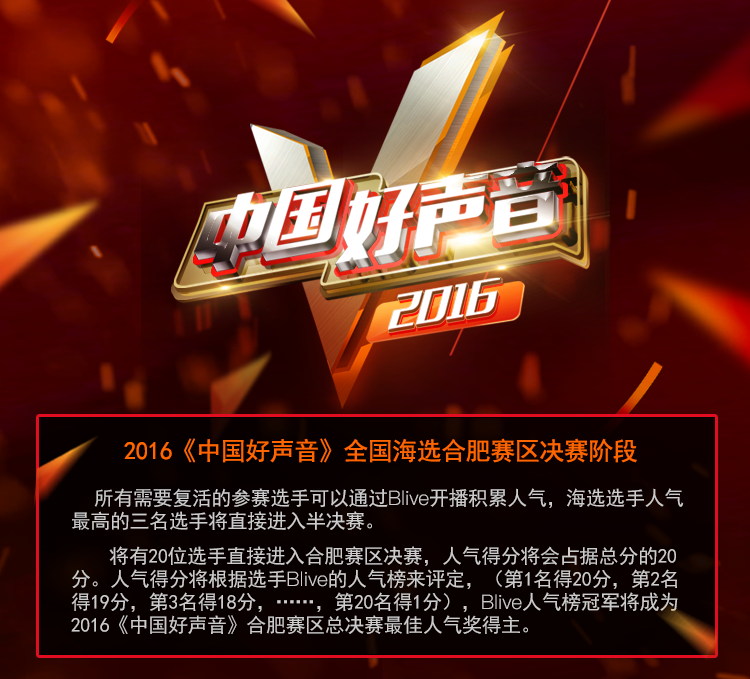 中国好声音
2016
2016《中国好声音》全国海选合肥赛区决赛阶段
所有需要复活的参赛选手可以通过Blive开播积累人气，海选选手人气
最高的三名选手将直接进入半决赛。
将有20位选手直接进入合肥赛区决赛，人气得分将会占据总分的20
分。人气得分将根据选手Blive的人气榜来评定，（第1名得20分，第2名
得19分，第3名得18分，……，第20名得1分），Blive人气榜冠军将成为
2016《中国好声音》合肥赛区总决赛最佳人气奖得主。